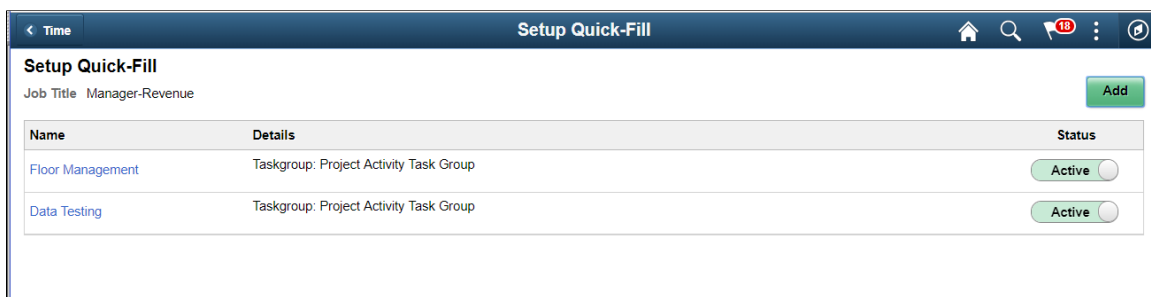 Time
Setup Quick-Fill
18
Setup Quick-Fill
Job Title Manager-Revenue
Add
Name Details Status
Floor Management Taskgroup: Project Activity Task Group Active
Data Testing Taskgroup: Project Activity Task Group Active